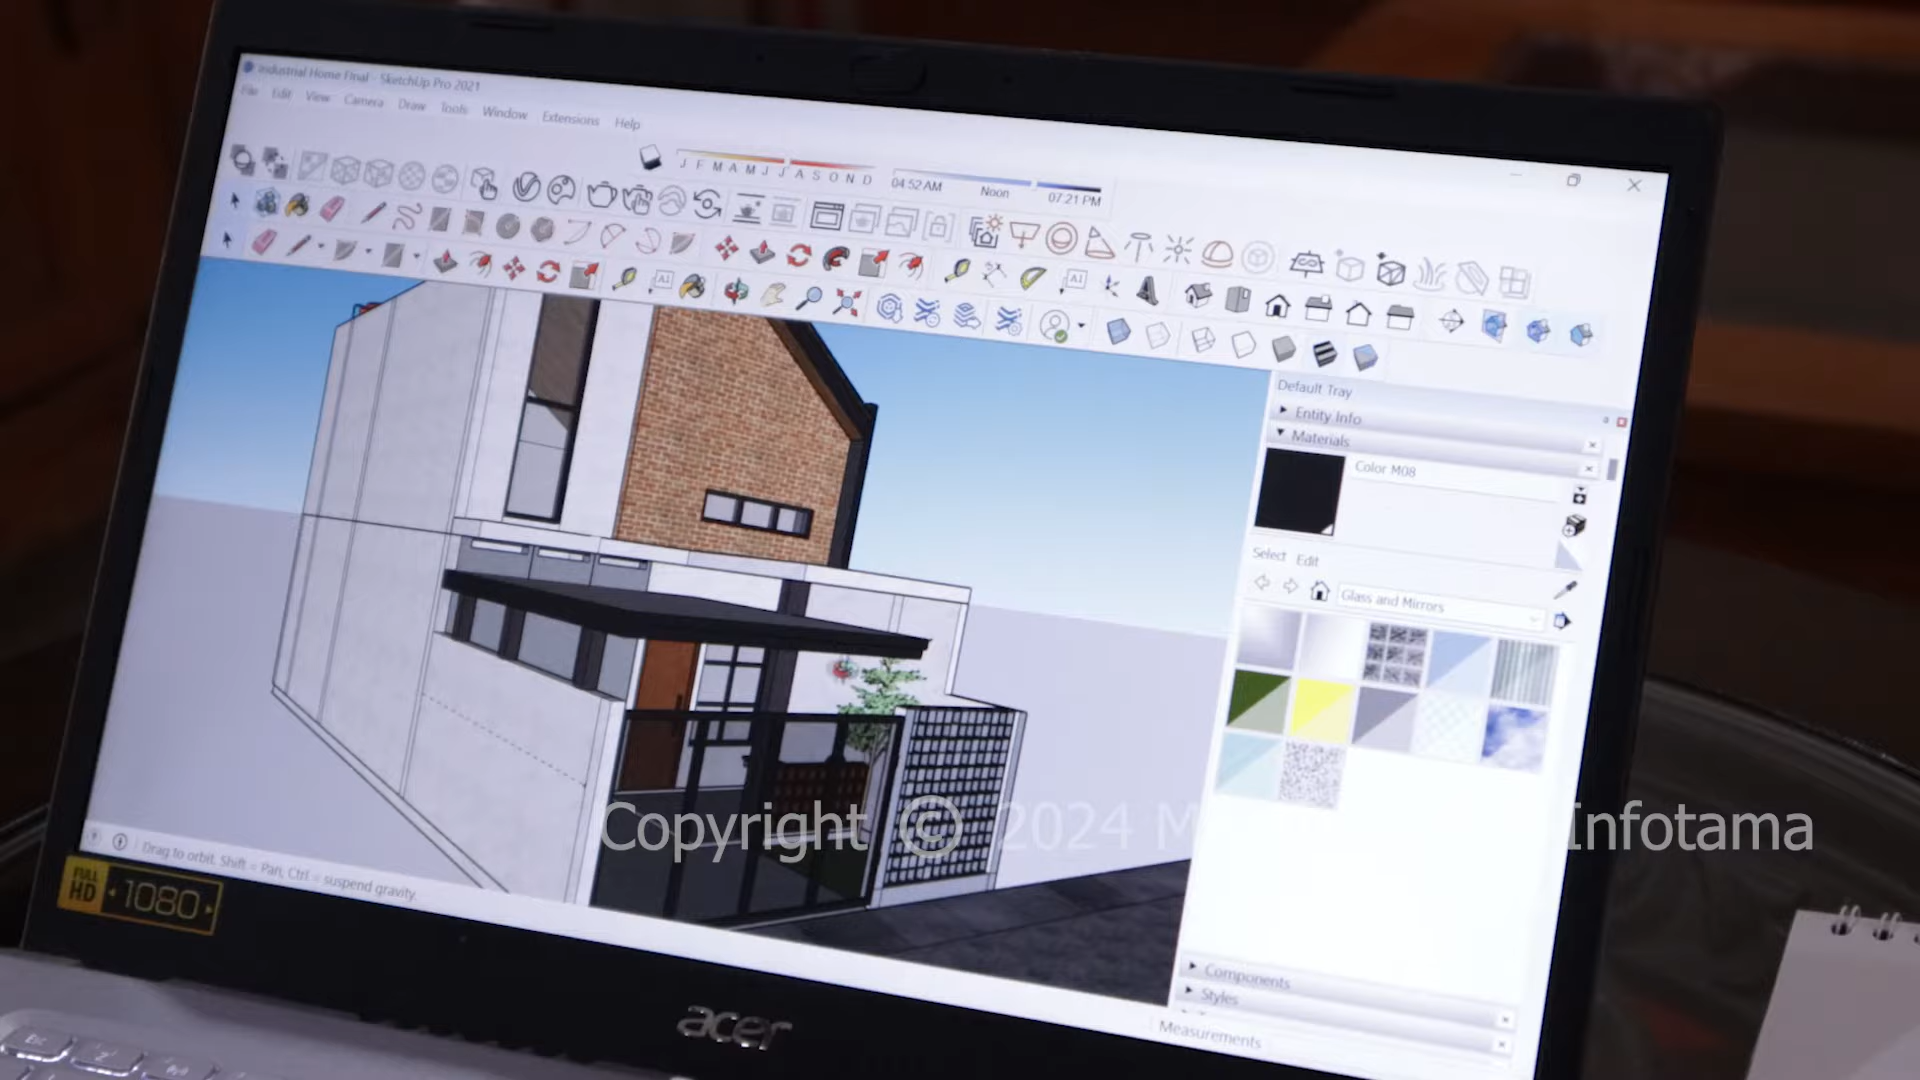 Industrial Home Final - SketchUp Pro 2021
File Edit View Camera Draw Tools Window Extensions Help
J F M A M J J A S O N D
04:52 AM Noon 07:21 PM
Default Tray
Entity Info
Materials
Color M08
Select Edit
Glass and Mirrors
Components
Styles
Measurements
Drag to orbit. Shift = Pan, Ctrl = suspend gravity.
Copyright © 2024 M infotama
FULL HD 1080
acer
Esc